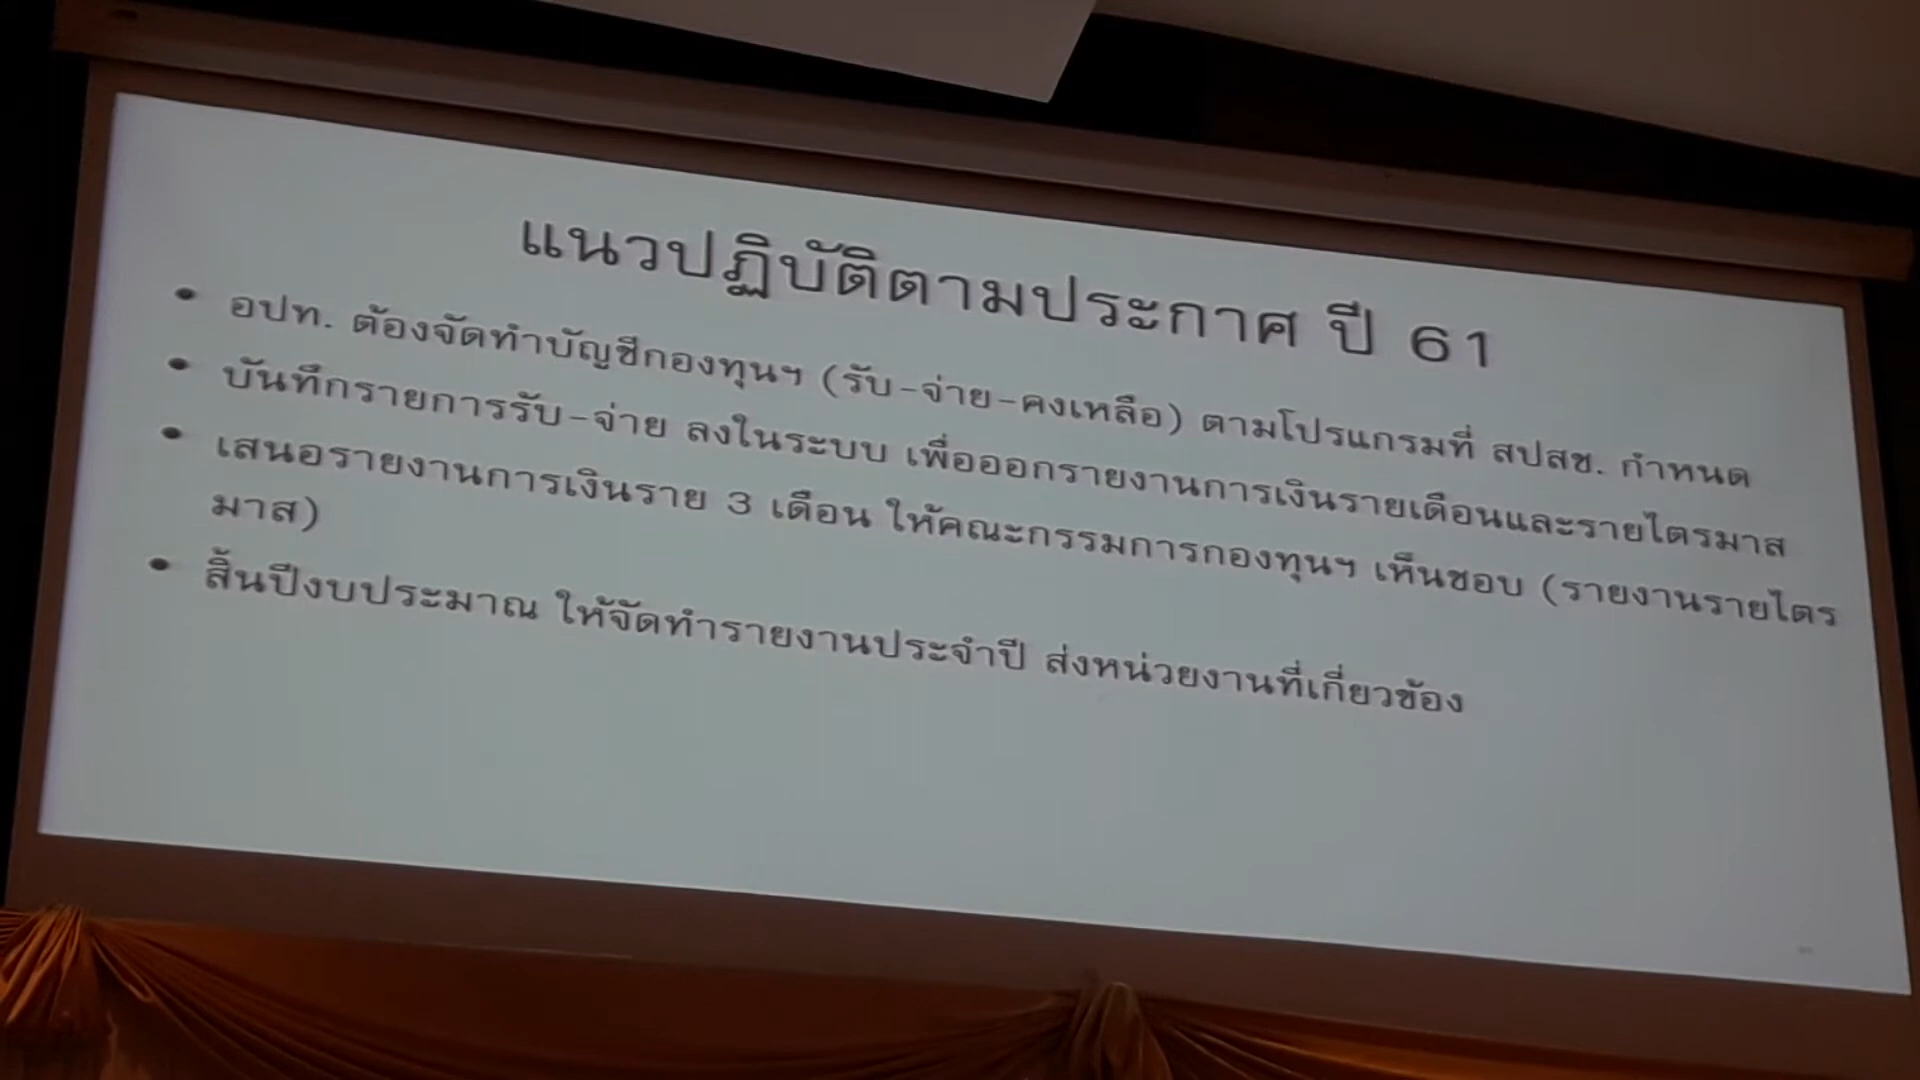 แนวปฏิบัติตามประกาศ ปี 61
• อปท. ต้องจัดทำบัญชีกองทุนฯ (รับ-จ่าย-คงเหลือ) ตามโปรแกรมที่ สปสช. กำหนด
• บันทึกรายการรับ-จ่าย ลงในระบบ เพื่อออกรายงานการเงินรายเดือนและรายไตรมาส
• เสนอรายงานการเงินราย 3 เดือน ให้คณะกรรมการกองทุนฯ เห็นชอบ (รายงานรายไตร
มาส)
• สิ้นปีงบประมาณ ให้จัดทำรายงานประจำปี ส่งหน่วยงานที่เกี่ยวข้อง